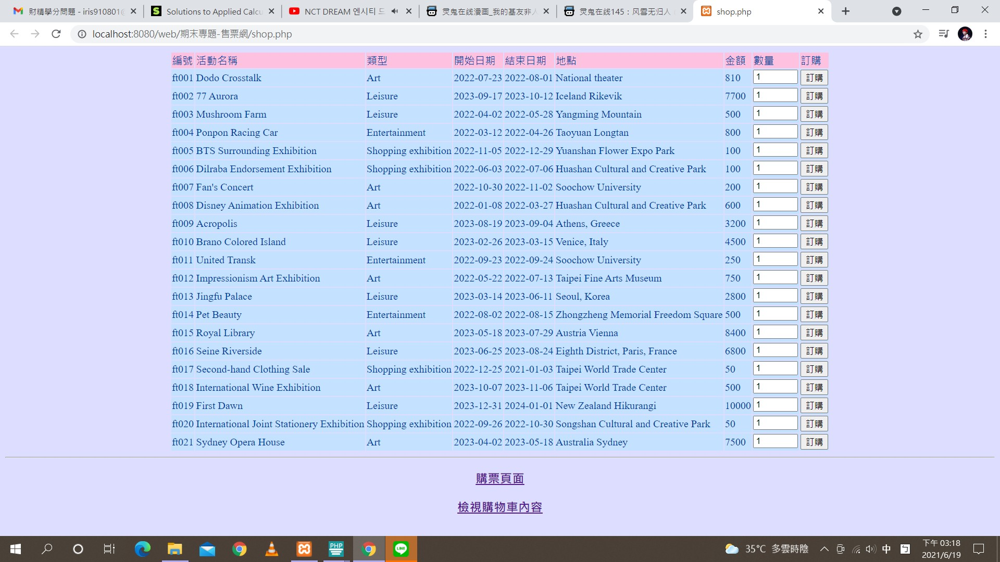 財精學分問題 - iris910801@
Solutions to Applied Calcu
NCT DREAM 엔시티 드
灵鬼在线漫画_我的基友非人
灵鬼在线145：风雪无归人
shop.php
localhost:8080/web/期末專題-售票網/shop.php
編號 活動名稱 類型 開始日期 結束日期 地點 金額 數量 訂購
ft001 Dodo Crosstalk Art 2022-07-23 2022-08-01 National theater 810 1 訂購
ft002 77 Aurora Leisure 2023-09-17 2023-10-12 Iceland Rikevik 7700 1 訂購
ft003 Mushroom Farm Leisure 2022-04-02 2022-05-28 Yangming Mountain 500 1 訂購
ft004 Ponpon Racing Car Entertainment 2022-03-12 2022-04-26 Taoyuan Longtan 800 1 訂購
ft005 BTS Surrounding Exhibition Shopping exhibition 2022-11-05 2022-12-29 Yuanshan Flower Expo Park 100 1 訂購
ft006 Dilraba Endorsement Exhibition Shopping exhibition 2022-06-03 2022-07-06 Huashan Cultural and Creative Park 100 1 訂購
ft007 Fan's Concert Art 2022-10-30 2022-11-02 Soochow University 200 1 訂購
ft008 Disney Animation Exhibition Art 2022-01-08 2022-03-27 Huashan Cultural and Creative Park 600 1 訂購
ft009 Acropolis Leisure 2023-08-19 2023-09-04 Athens, Greece 3200 1 訂購
ft010 Brano Colored Island Leisure 2023-02-26 2023-03-15 Venice, Italy 4500 1 訂購
ft011 United Transk Entertainment 2022-09-23 2022-09-24 Soochow University 250 1 訂購
ft012 Impressionism Art Exhibition Art 2022-05-22 2022-07-13 Taipei Fine Arts Museum 750 1 訂購
ft013 Jingfu Palace Leisure 2023-03-14 2023-06-11 Seoul, Korea 2800 1 訂購
ft014 Pet Beauty Entertainment 2022-08-02 2022-08-15 Zhongzheng Memorial Freedom Square 500 1 訂購
ft015 Royal Library Art 2023-05-18 2023-07-29 Austria Vienna 8400 1 訂購
ft016 Seine Riverside Leisure 2023-06-25 2023-08-24 Eighth District, Paris, France 6800 1 訂購
ft017 Second-hand Clothing Sale Shopping exhibition 2022-12-25 2021-01-03 Taipei World Trade Center 50 1 訂購
ft018 International Wine Exhibition Art 2023-10-07 2023-11-06 Taipei World Trade Center 500 1 訂購
ft019 First Dawn Leisure 2023-12-31 2024-01-01 New Zealand Hikurangi 10000 1 訂購
ft020 International Joint Stationery Exhibition Shopping exhibition 2022-09-26 2022-10-30 Songshan Cultural and Creative Park 50 1 訂購
ft021 Sydney Opera House Art 2023-04-02 2023-05-18 Australia Sydney 7500 1 訂購
購票頁面
檢視購物車內容
PHP
LINE
35°C 多雲時陰
中
下午 03:18
2021/6/19